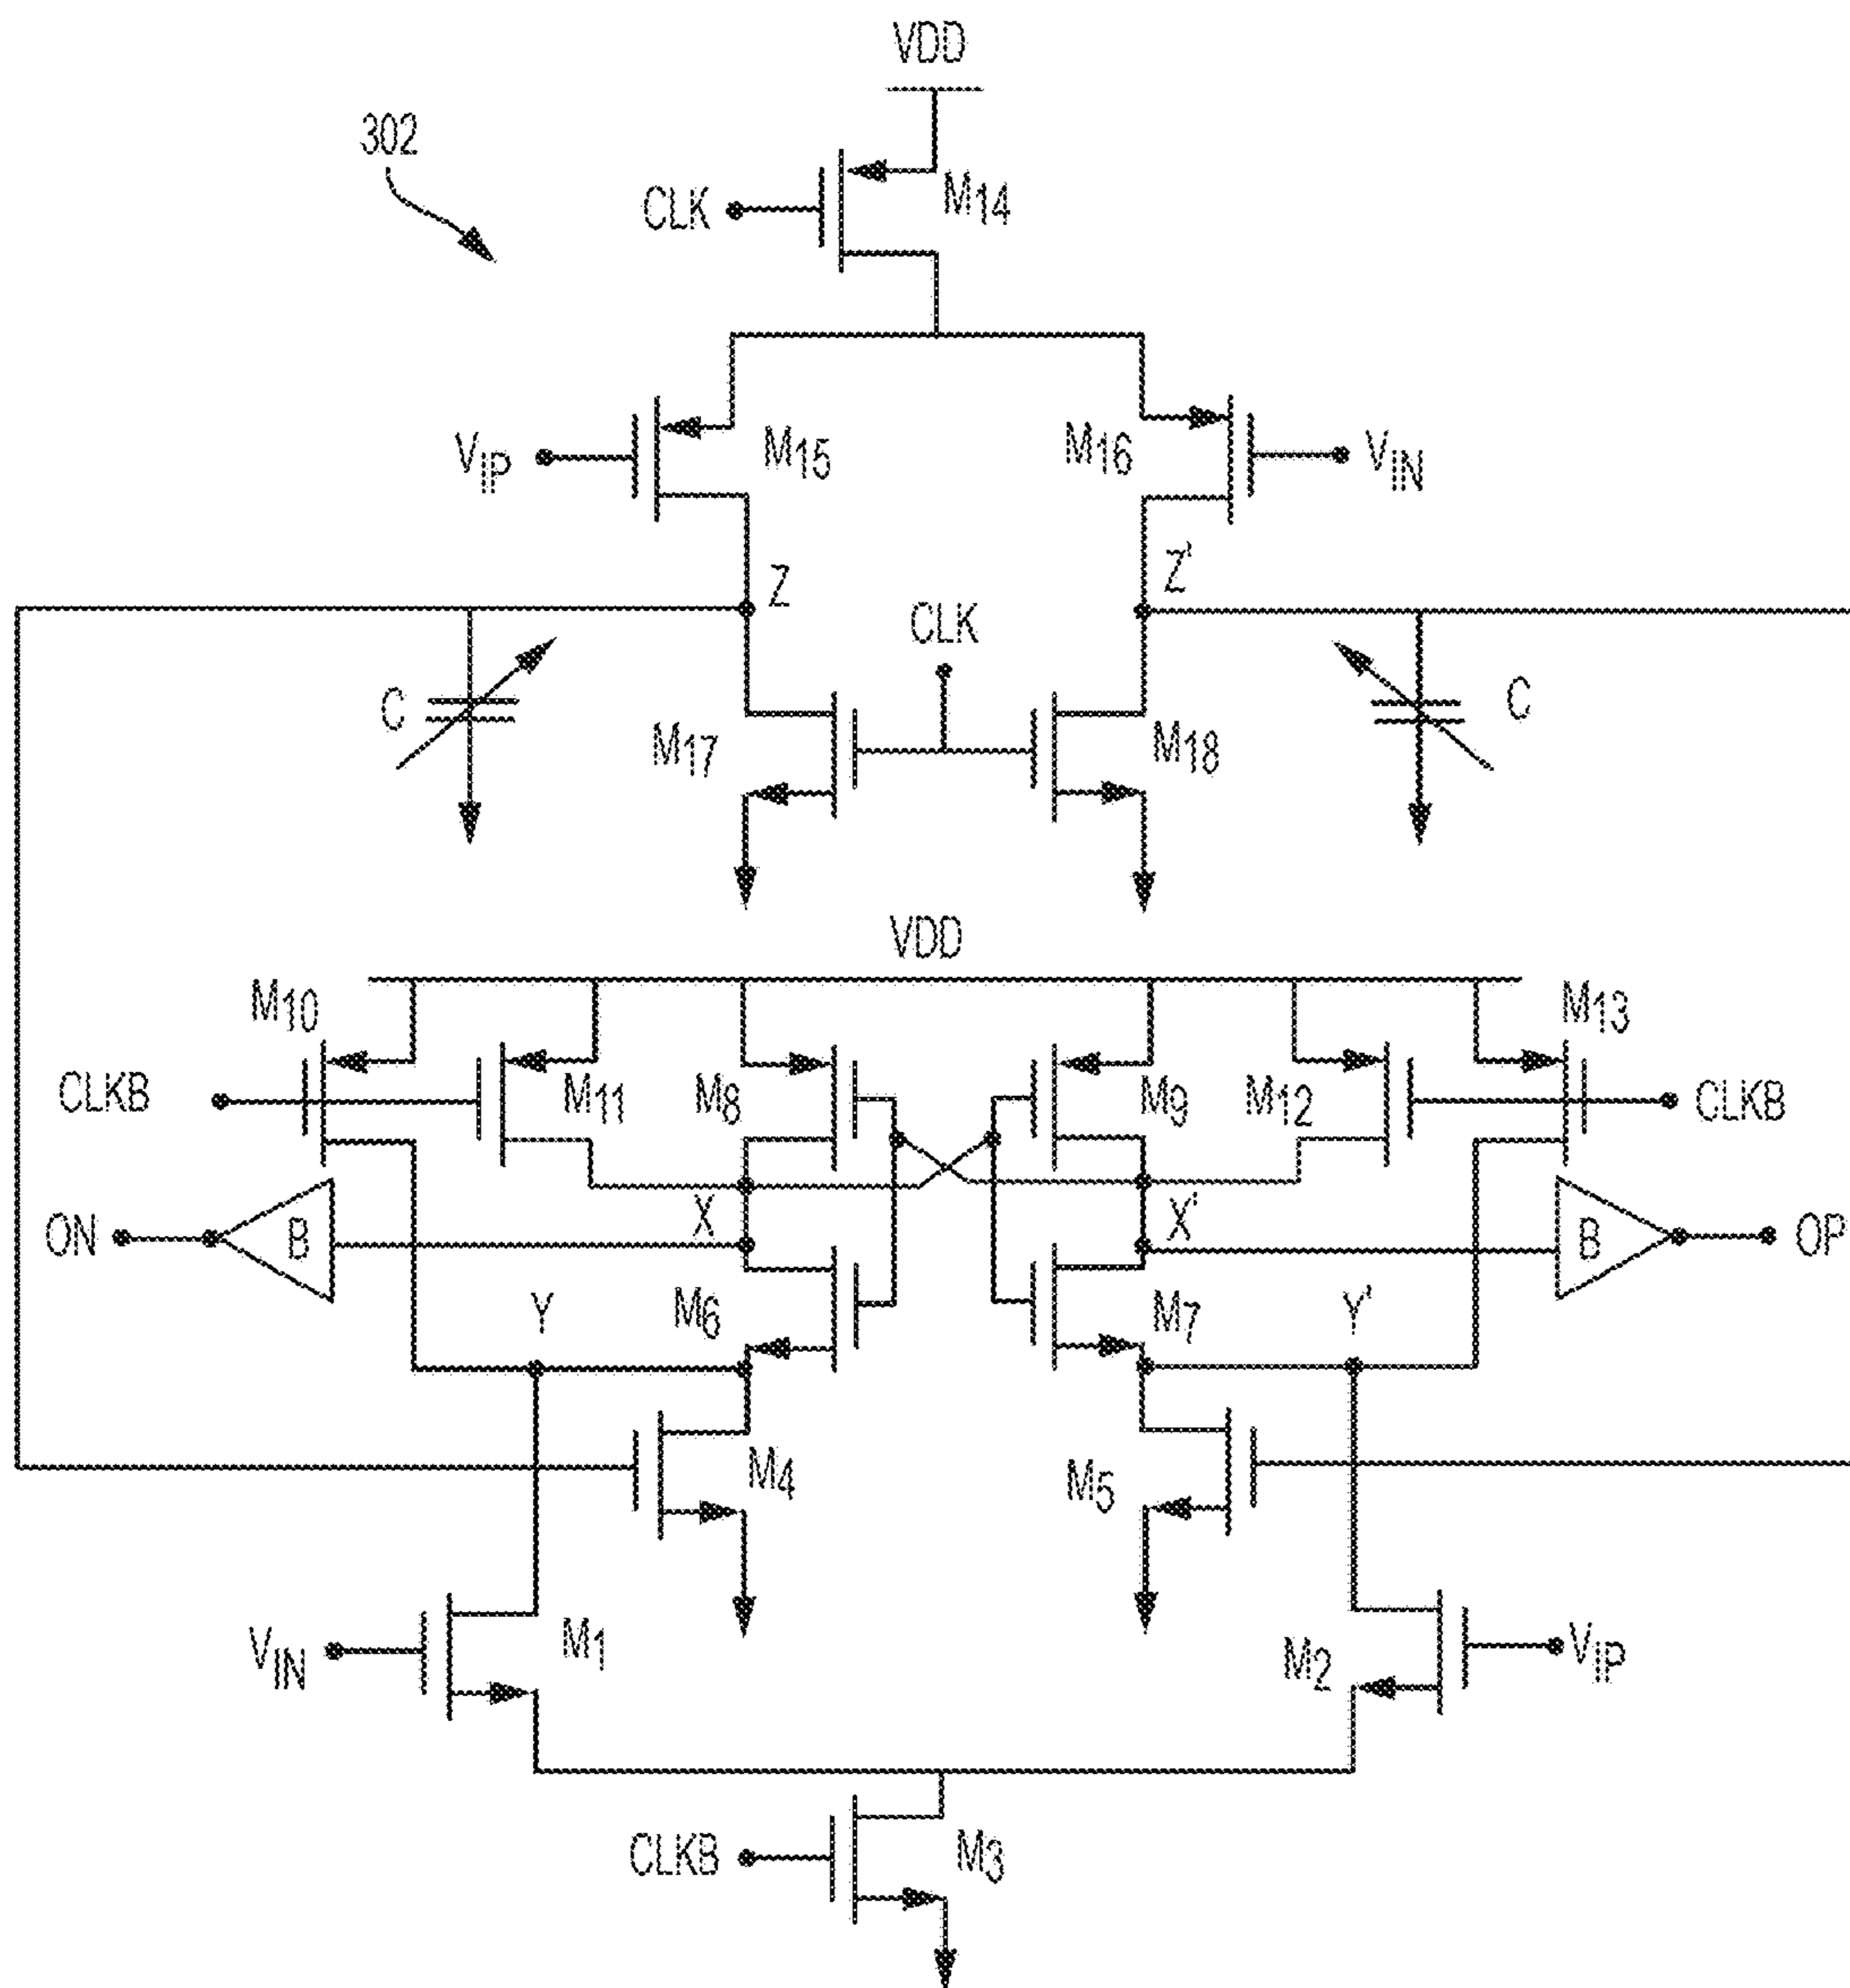 VDD
302
CLK
M14
VIP
M15
M16
VIN
Z
Z'
CLK
C
M17
M18
C
VDD
M10
M13
CLKB
M11
M8
M9
M12
CLKB
ON
B
X
X'
B
OP
Y
M6
M7
Y'
M4
M5
VIN
M1
M2
VIP
CLKB
M3